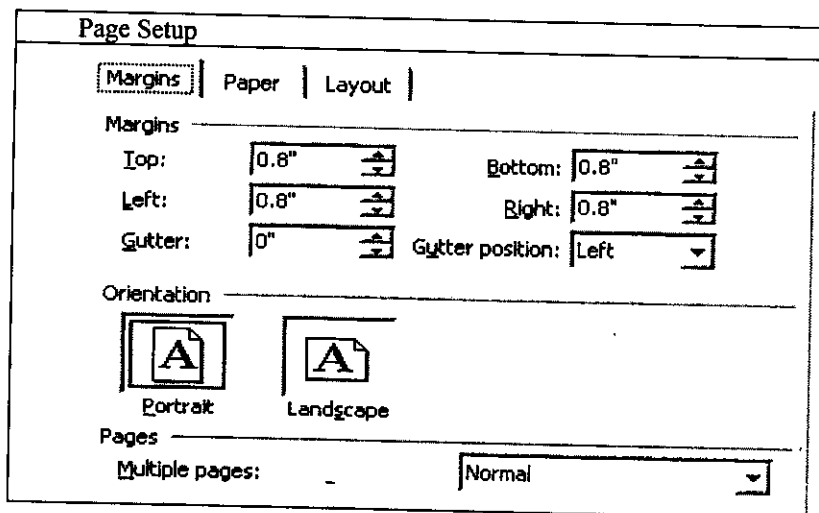 Page Setup
Margins Paper Layout
Margins
Top: 0.8" Bottom: 0.8"
Left: 0.8" Right: 0.8"
Gutter: 0" Gutter position: Left
Orientation
A A
Portrait Landscape
Pages
Multiple pages: Normal